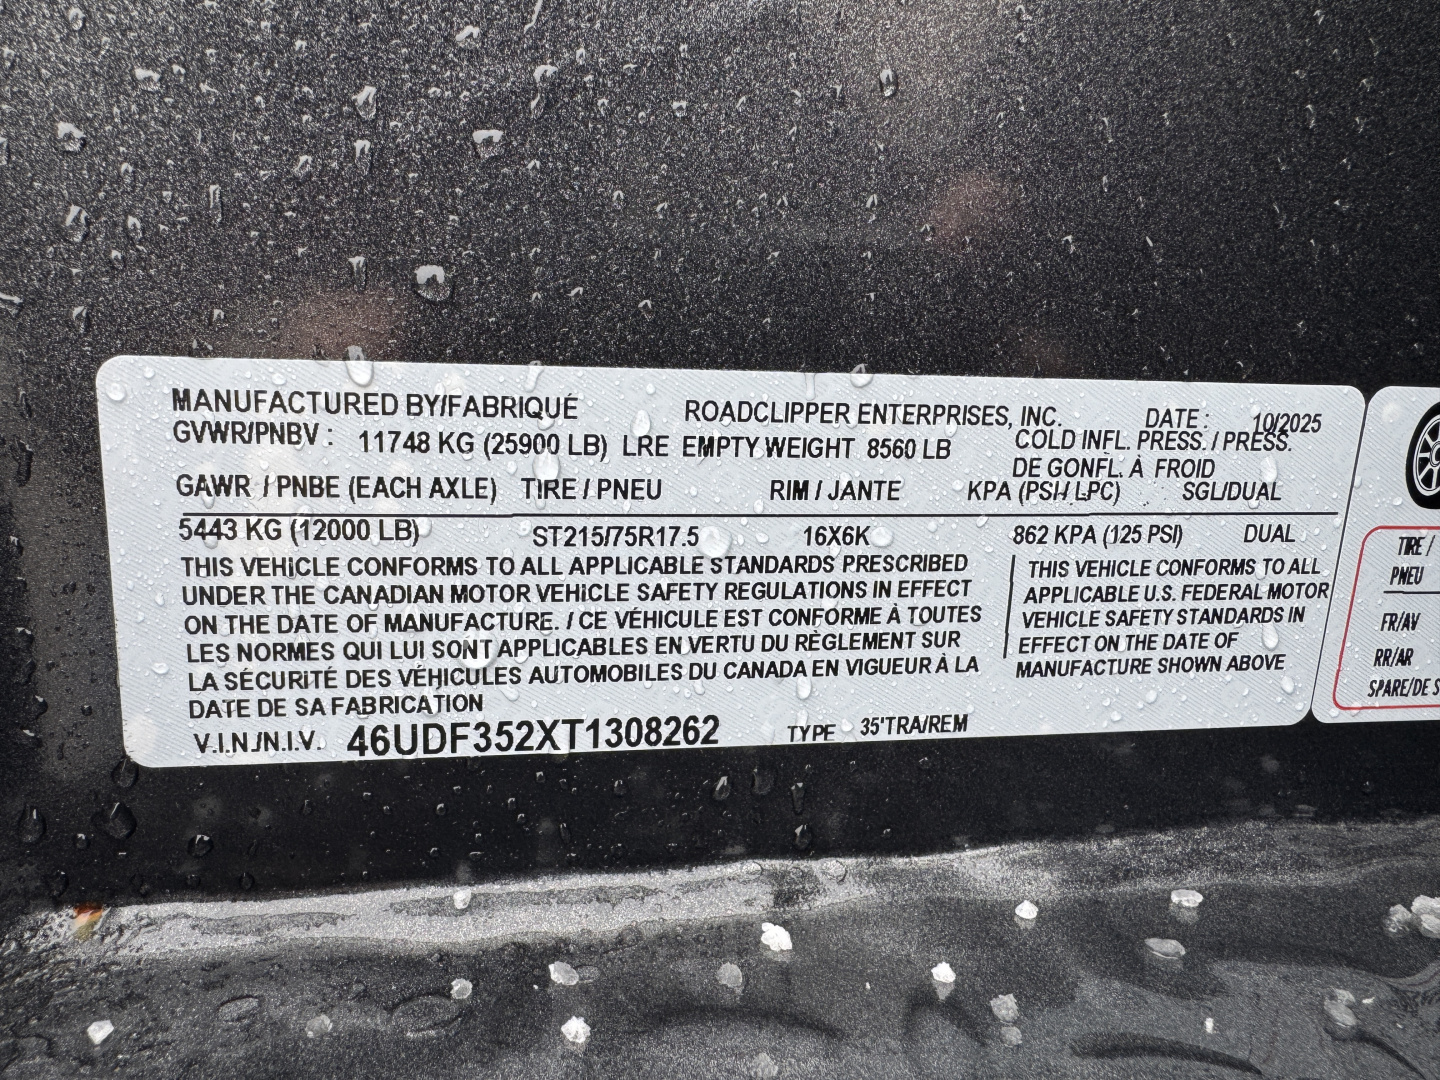 MANUFACTURED BY/FABRIQUÉ ROADCLIPPER ENTERPRISES, INC. DATE : 10/2025
GVWR/PNBV : 11748 KG (25900 LB) LRE EMPTY WEIGHT 8560 LB COLD INFL. PRESS. / PRESS.
DE GONFL. À FROID
GAWR / PNBE (EACH AXLE) TIRE / PNEU RIM / JANTE KPA (PSI / LPC) SGL/DUAL
5443 KG (12000 LB) ST215/75R17.5 16X6K 862 KPA (125 PSI) DUAL
THIS VEHICLE CONFORMS TO ALL APPLICABLE STANDARDS PRESCRIBED
UNDER THE CANADIAN MOTOR VEHICLE SAFETY REGULATIONS IN EFFECT
ON THE DATE OF MANUFACTURE. / CE VÉHICULE EST CONFORME À TOUTES
LES NORMES QUI LUI SONT APPLICABLES EN VERTU DU RÈGLEMENT SUR
LA SÉCURITÉ DES VÉHICULES AUTOMOBILES DU CANADA EN VIGUEUR À LA
DATE DE SA FABRICATION
THIS VEHICLE CONFORMS TO ALL
APPLICABLE U.S. FEDERAL MOTOR
VEHICLE SAFETY STANDARDS IN
EFFECT ON THE DATE OF
MANUFACTURE SHOWN ABOVE
V.I.N./N.I.V. 46UDF352XT1308262 TYPE 35'TRA/REM
TIRE /
PNEU
FR/AV
RR/AR
SPARE/DE S